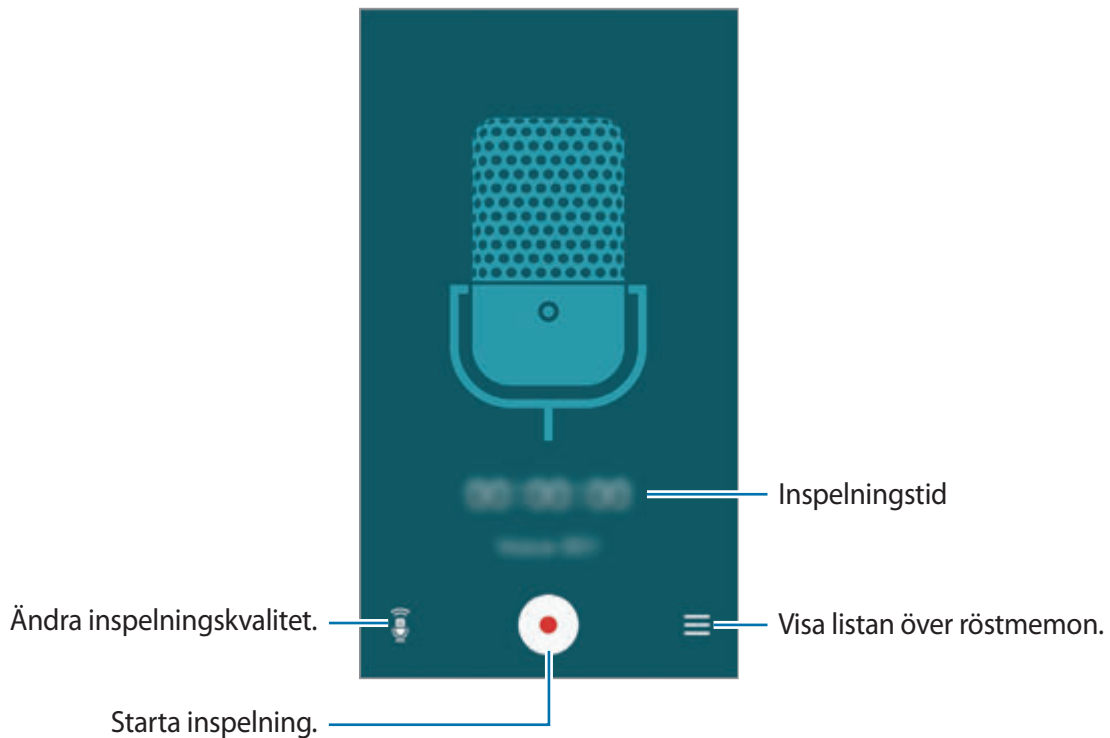 Inspelningstid
Ändra inspelningskvalitet.
Visa listan över röstmemon.
Starta inspelning.